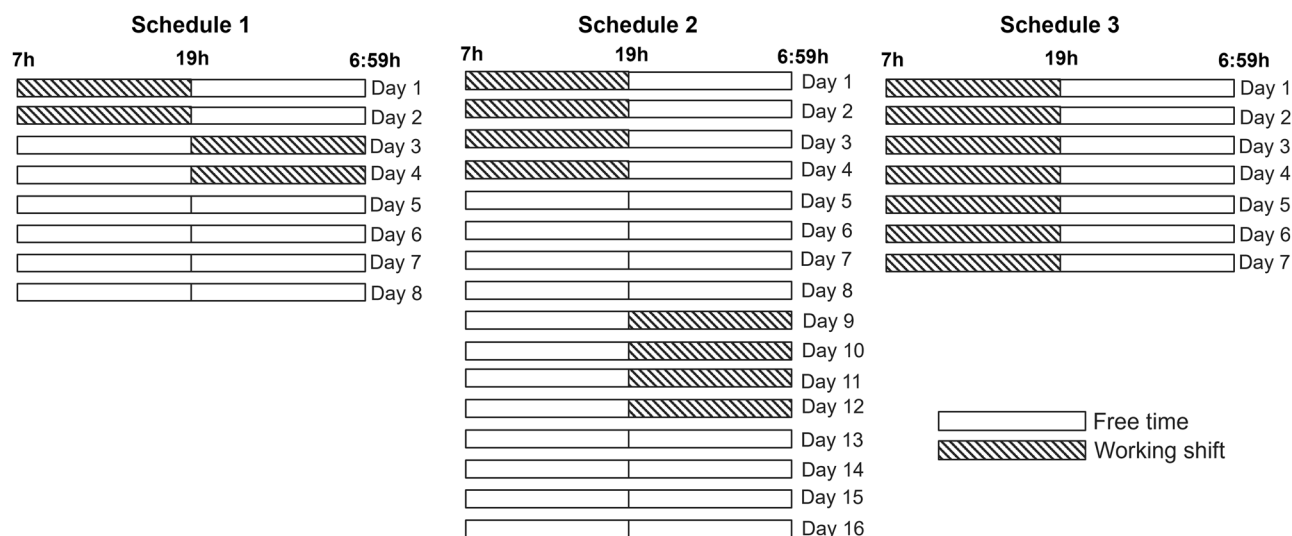 Schedule 1
7h 19h 6:59h
Day 1
Day 2
Day 3
Day 4
Day 5
Day 6
Day 7
Day 8
Schedule 2
7h 19h 6:59h
Day 1
Day 2
Day 3
Day 4
Day 5
Day 6
Day 7
Day 8
Day 9
Day 10
Day 11
Day 12
Day 13
Day 14
Day 15
Day 16
Schedule 3
7h 19h 6:59h
Day 1
Day 2
Day 3
Day 4
Day 5
Day 6
Day 7
Free time
Working shift